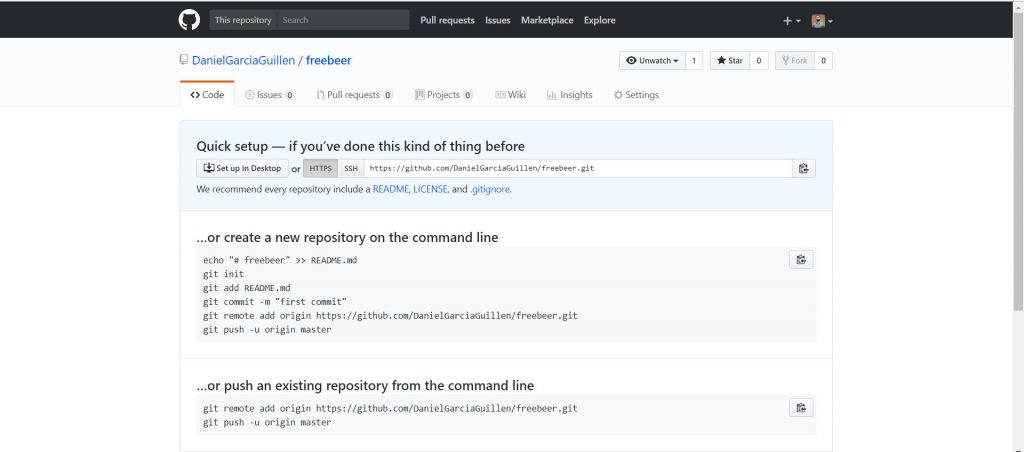 This repository Search Pull requests Issues Marketplace Explore
DanielGarciaGuillen / freebeer Unwatch 1 Star 0 Fork 0
Code Issues 0 Pull requests 0 Projects 0 Wiki Insights Settings
Quick setup — if you’ve done this kind of thing before
Set up in Desktop or HTTPS SSH https://github.com/DanielGarciaGuillen/freebeer.git
We recommend every repository include a README, LICENSE, and .gitignore.
…or create a new repository on the command line
echo "# freebeer" >> README.md
git init
git add README.md
git commit -m "first commit"
git remote add origin https://github.com/DanielGarciaGuillen/freebeer.git
git push -u origin master
…or push an existing repository from the command line
git remote add origin https://github.com/DanielGarciaGuillen/freebeer.git
git push -u origin master